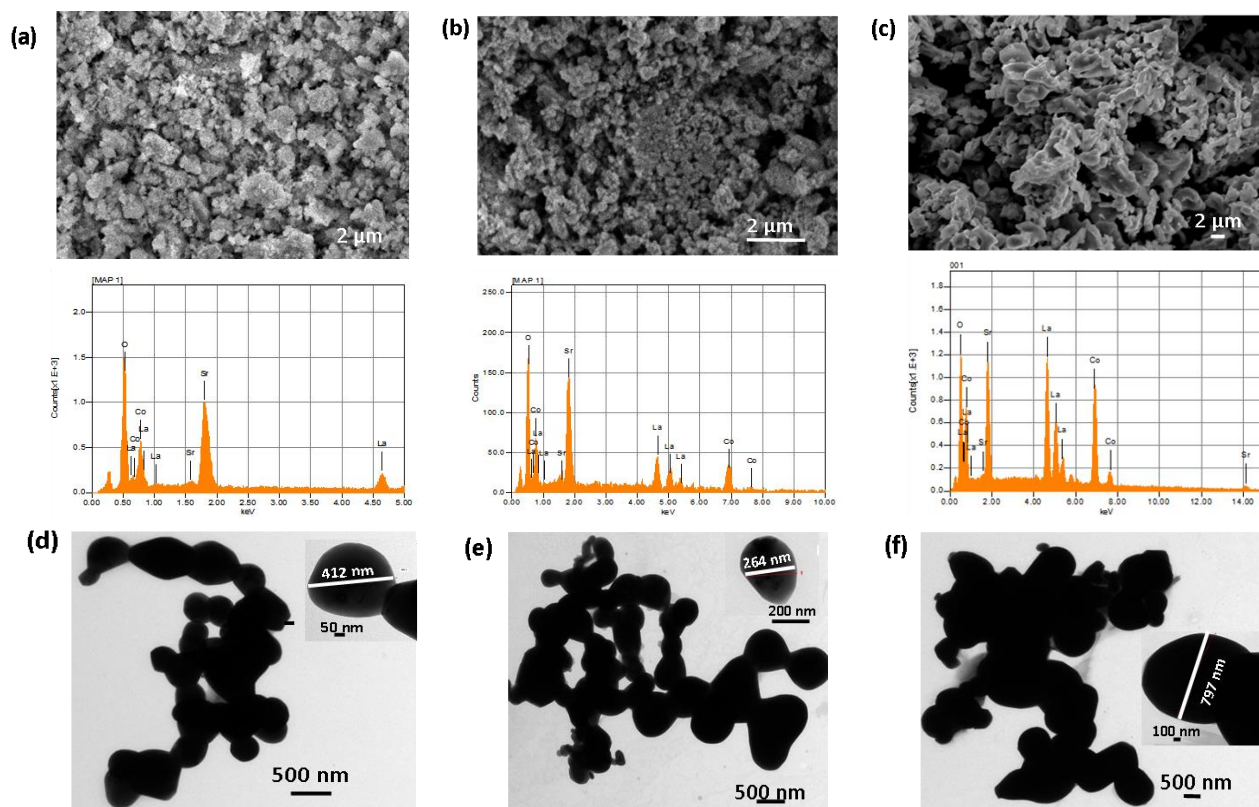 (a)
2 µm
(b)
2 µm
(c)
2 µm
[MAP 1]
2.0
1.0
0.0
Counts[x1.E+3]
O
La
Co
Co
La
La
Sr
Sr
La
0.00 0.50 1.00 1.50 2.00 2.50 3.00 3.50 4.00 4.50 5.00
keV
[MAP 1]
250.0
200.0
150.0
100.0
50.0
0.0
Counts
O
Co
Co
La
La
Sr
Sr
La
La
La
Co
Co
0.00 1.00 2.00 3.00 4.00 5.00 6.00 7.00 8.00 9.00 10.00
keV
001
1.8
1.6
1.4
1.2
1.0
0.8
0.6
0.4
0.2
0.0
Counts[x1.E+3]
O
Co
La
Co
La
La
Sr
Sr
La
La
La
Co
Co
Sr
0.00 2.00 4.00 6.00 8.00 10.00 12.00 14.00
keV
(d)
412 nm
50 nm
500 nm
(e)
264 nm
200 nm
500 nm
(f)
797 nm
100 nm
500 nm